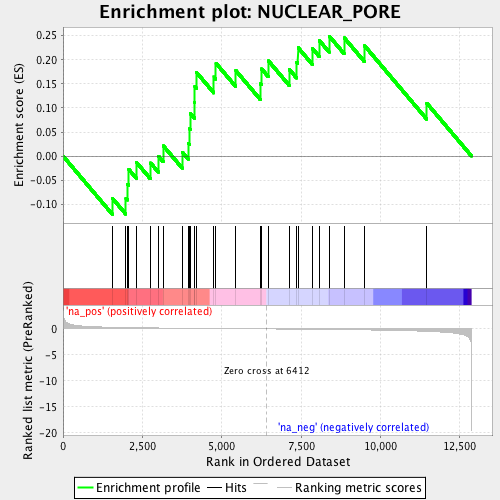 Enrichment plot: NUCLEAR_PORE
Enrichment score (ES)
0.25
0.20
0.15
0.10
0.05
0.00
-0.05
-0.10
'na_pos' (positively correlated)
Ranked list metric (PreRanked)
0
-5
-10
-15
-20
Zero cross at 6412
'na_neg' (negatively correlated)
0
2,500
5,000
7,500
10,000
12,500
Rank in Ordered Dataset
Enrichment profile
Hits
Ranking metric scores